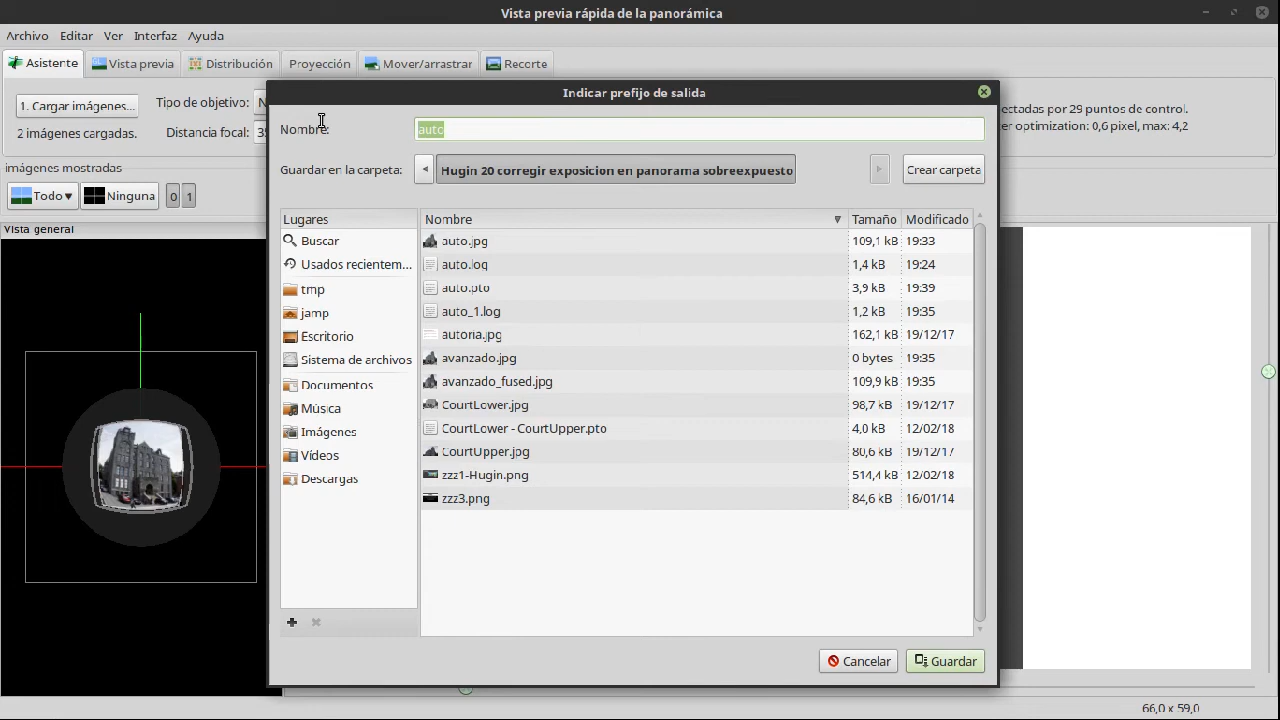 Vista previa rápida de la panorámica
Archivo Editar Ver Interfaz Ayuda
Asistente Vista previa Distribución Proyección Mover/arrastrar Recorte
1. Cargar imágenes... Tipo de objetivo:
2 imágenes cargadas. Distancia focal:
imágenes mostradas
Todo Ninguna 0 1
Vista general
Indicar prefijo de salida
Nombre: auto
Guardar en la carpeta: Hugin 20 corregir exposicion en panorama sobreexpuesto Crear carpeta
Lugares
Buscar
Usados recientem...
tmp
jamp
Escritorio
Sistema de archivos
Documentos
Música
Imágenes
Vídeos
Descargas
Nombre Tamaño Modificado
auto.jpg 109,1 kB 19:33
auto.log 1,4 kB 19:24
auto.pto 3,9 kB 19:39
auto_1.log 1,2 kB 19:35
autoria.jpg 162,1 kB 19/12/17
avanzado.jpg 0 bytes 19:35
avanzado_fused.jpg 109,9 kB 19:35
CourtLower.jpg 98,7 kB 19/12/17
CourtLower - CourtUpper.pto 4,0 kB 12/02/18
CourtUpper.jpg 80,6 kB 19/12/17
zzz1-Hugin.png 514,4 kB 12/02/18
zzz3.png 84,6 kB 16/01/14
Cancelar Guardar
ectadas por 29 puntos de control.
er optimization: 0,6 pixel, max: 4,2
66,0 x 59,0